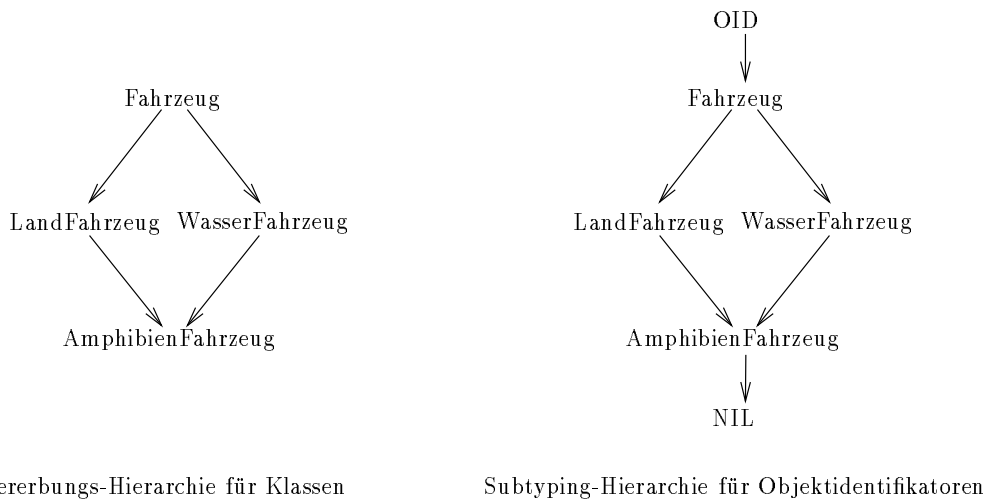 OID
Fahrzeug
Fahrzeug
LandFahrzeug WasserFahrzeug
LandFahrzeug WasserFahrzeug
AmphibienFahrzeug
AmphibienFahrzeug
NIL
ererbungs-Hierarchie für Klassen
Subtyping-Hierarchie für Objektidentifikatoren